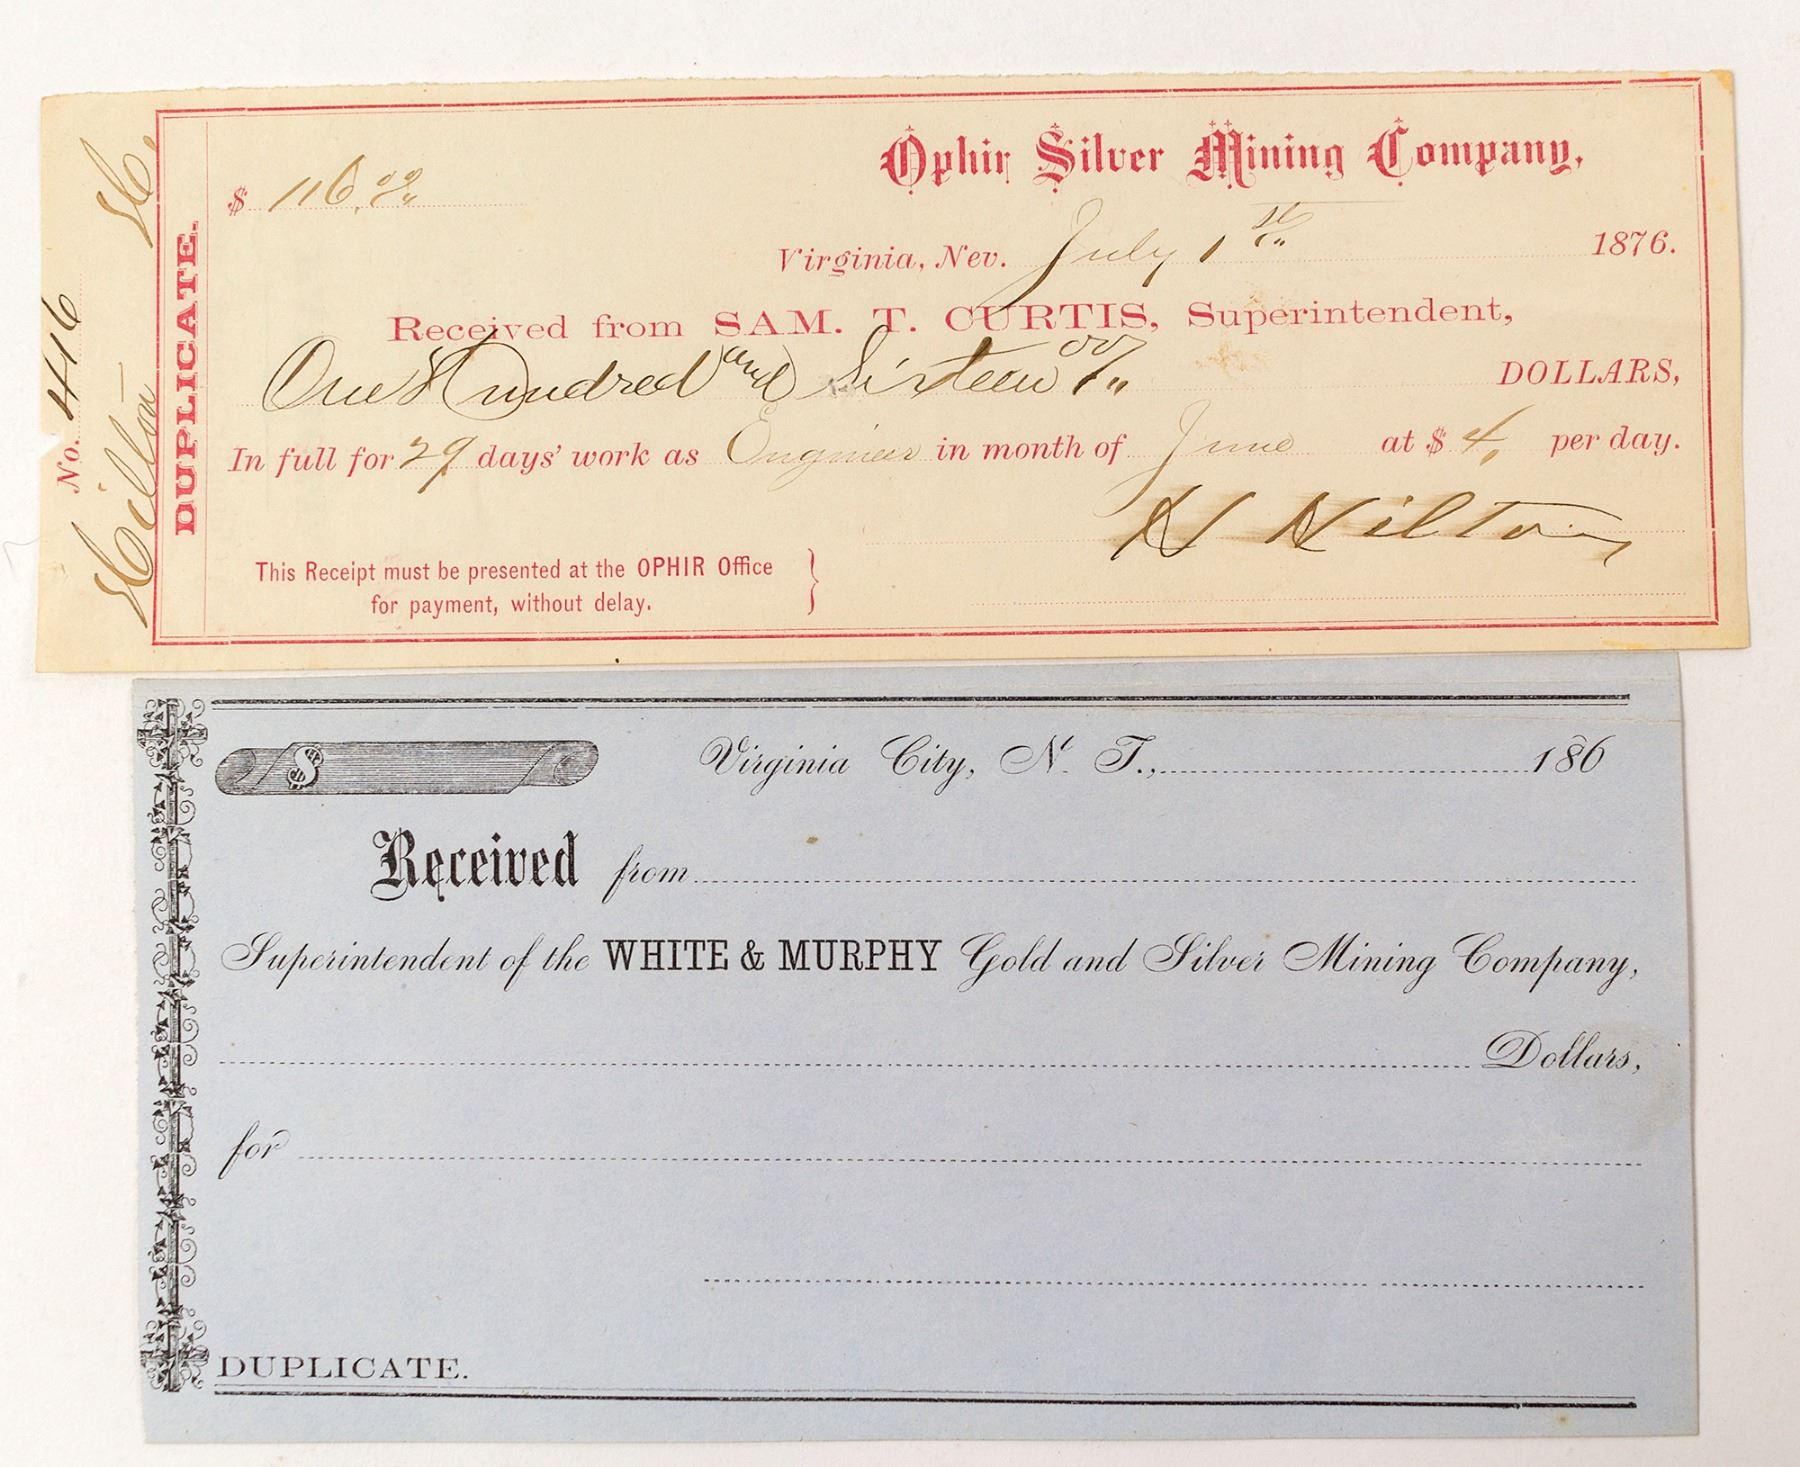 No. 416
Hilton H.
DUPLICATE.
Ophir Silver Mining Company,
$ 116.00/"
Virginia, Nev. July 1st 1876.
Received from SAM. T. CURTIS, Superintendent,
One Hundred and Sixteen 00/" DOLLARS,
In full for 29 days' work as Engineer in month of June at $ 4, per day.
H Hilton
This Receipt must be presented at the OPHIR Office
for payment, without delay.
$
Virginia City, N. T., 186
Received from
Superintendent of the WHITE & MURPHY Gold and Silver Mining Company,
Dollars,
for
DUPLICATE.